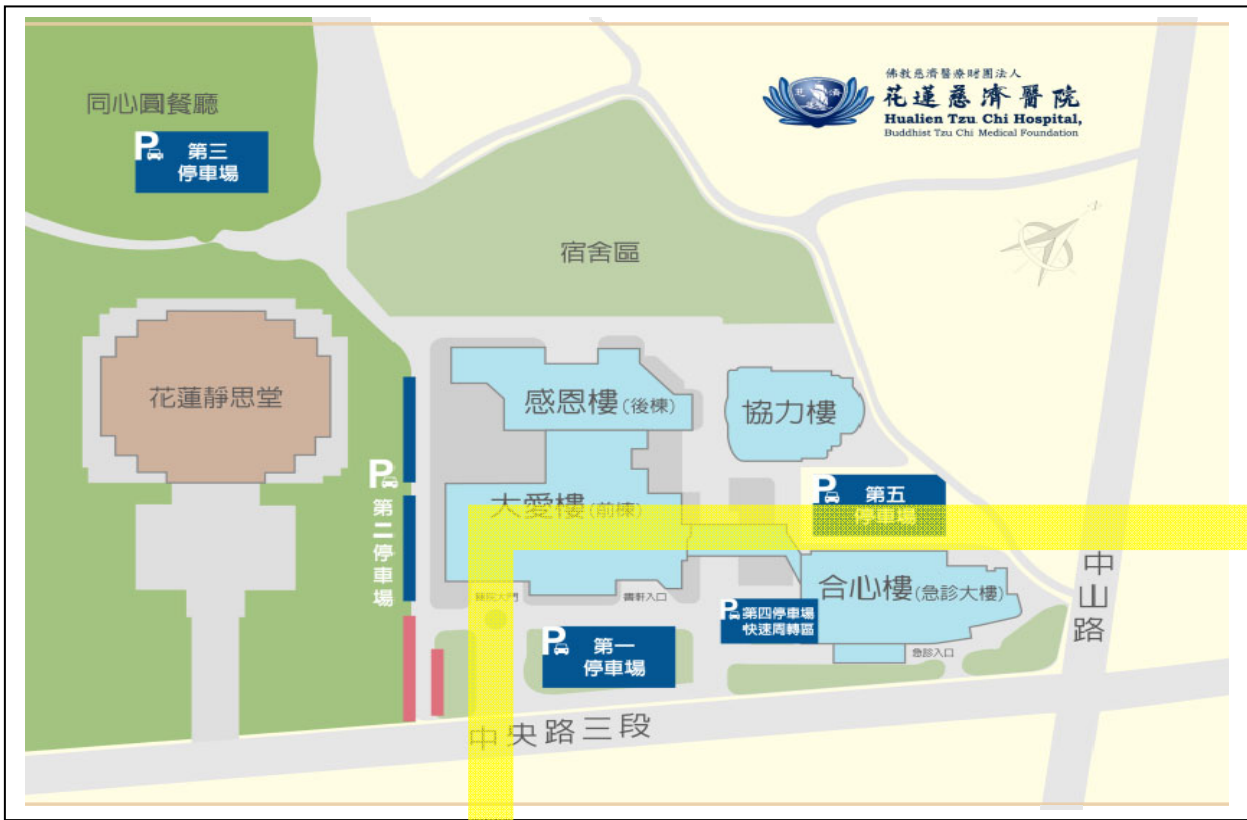 佛教慈濟醫療財團法人
花蓮慈濟醫院
Hualien Tzu Chi Hospital,
Buddhist Tzu Chi Medical Foundation
同心圓餐廳
P 第三
停車場
宿舍區
花蓮靜思堂
感恩樓(後棟)
協力樓
P
第二停車場
大愛樓(前棟)
P 第五
停車場
合心樓(急診大樓)
中山路
醫院大門
書軒入口
P 第四停車場
快速周轉區
P 第一
停車場
急診入口
中央路三段